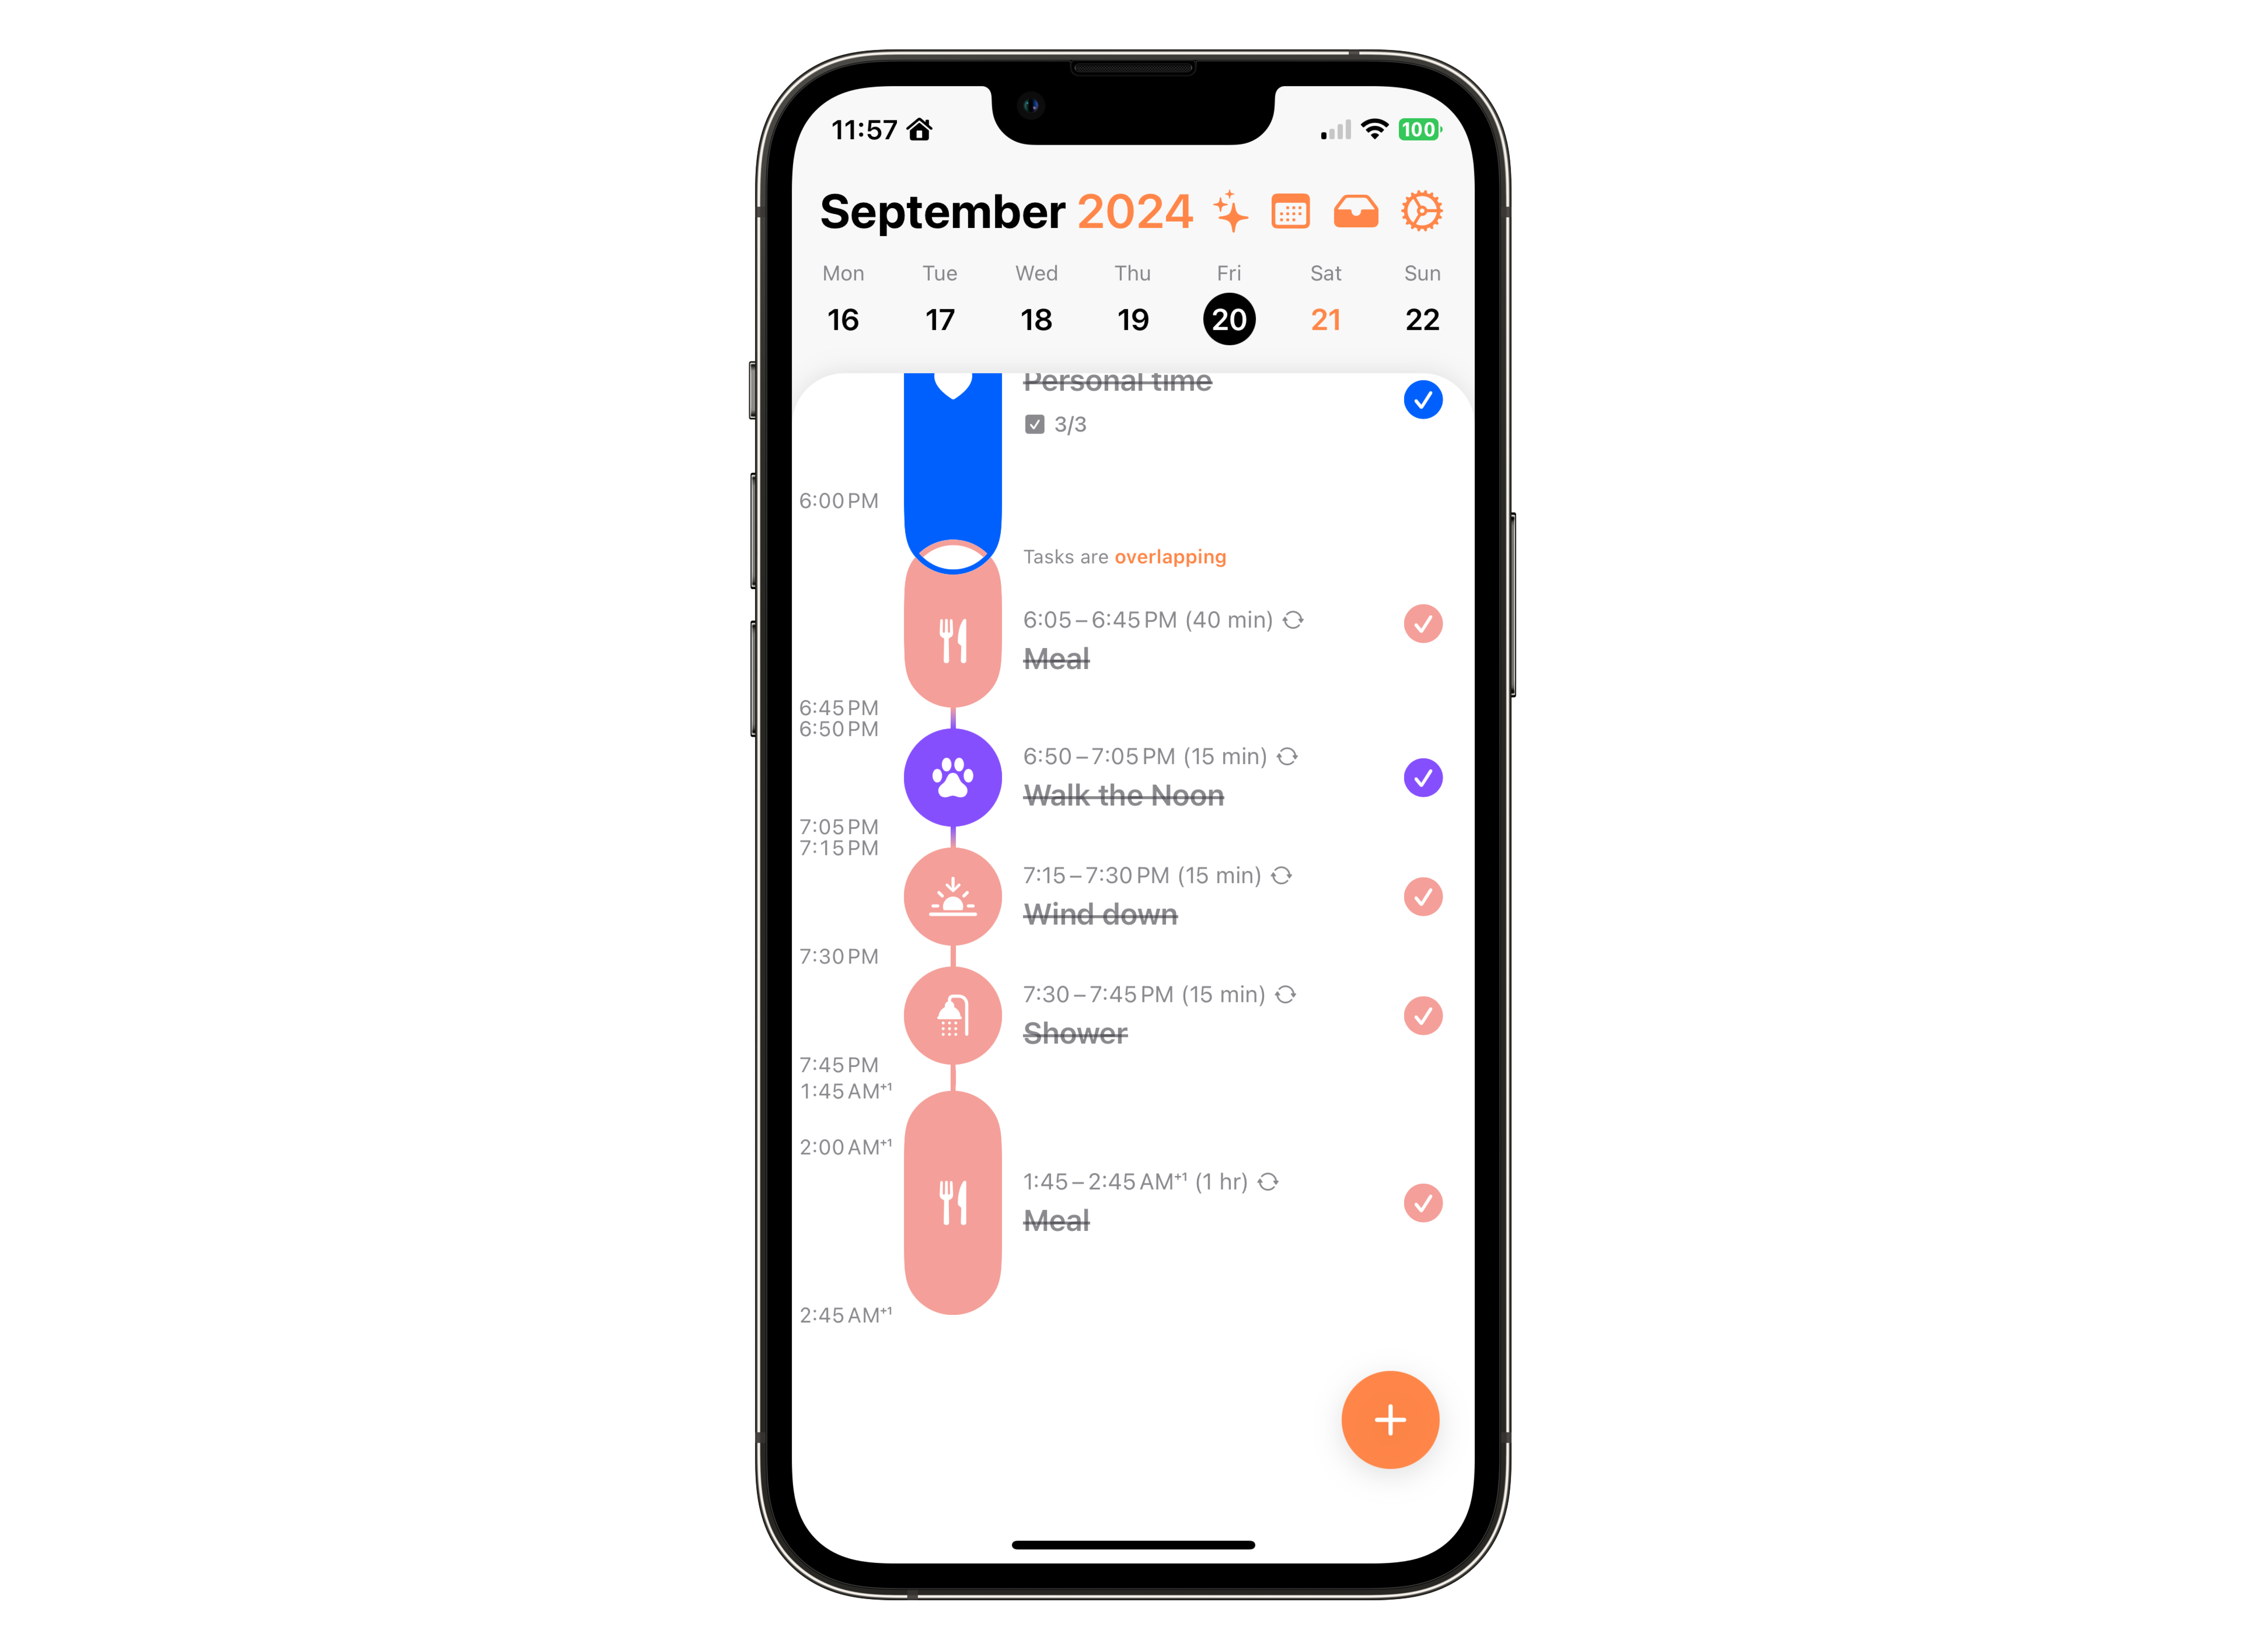 11:57
100
September 2024
Mon Tue Wed Thu Fri Sat Sun
16 17 18 19 20 21 22
Personal time
3/3
6:00 PM
Tasks are overlapping
6:05 – 6:45 PM (40 min)
Meal
6:45 PM
6:50 PM
6:50 – 7:05 PM (15 min)
Walk the Noon
7:05 PM
7:15 PM
7:15 – 7:30 PM (15 min)
Wind down
7:30 PM
7:30 – 7:45 PM (15 min)
Shower
7:45 PM
1:45 AM⁺¹
2:00 AM⁺¹
1:45 – 2:45 AM⁺¹ (1 hr)
Meal
2:45 AM⁺¹